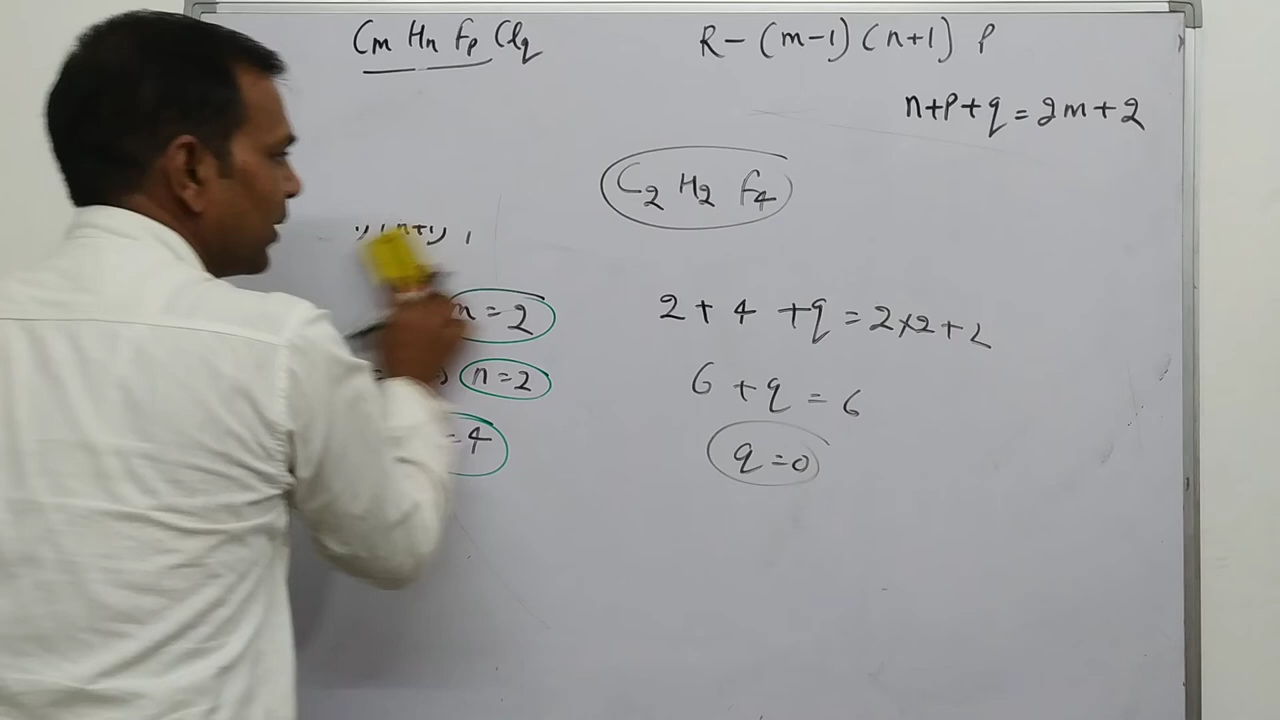 Cm Hn Fp Clq
R – (m–1) (n+1) P
n+p+q = 2m+2
C2 H2 F4
m = 2
2 + 4 + q = 2×2+2
n = 2
6 + q = 6
= 4
q = 0